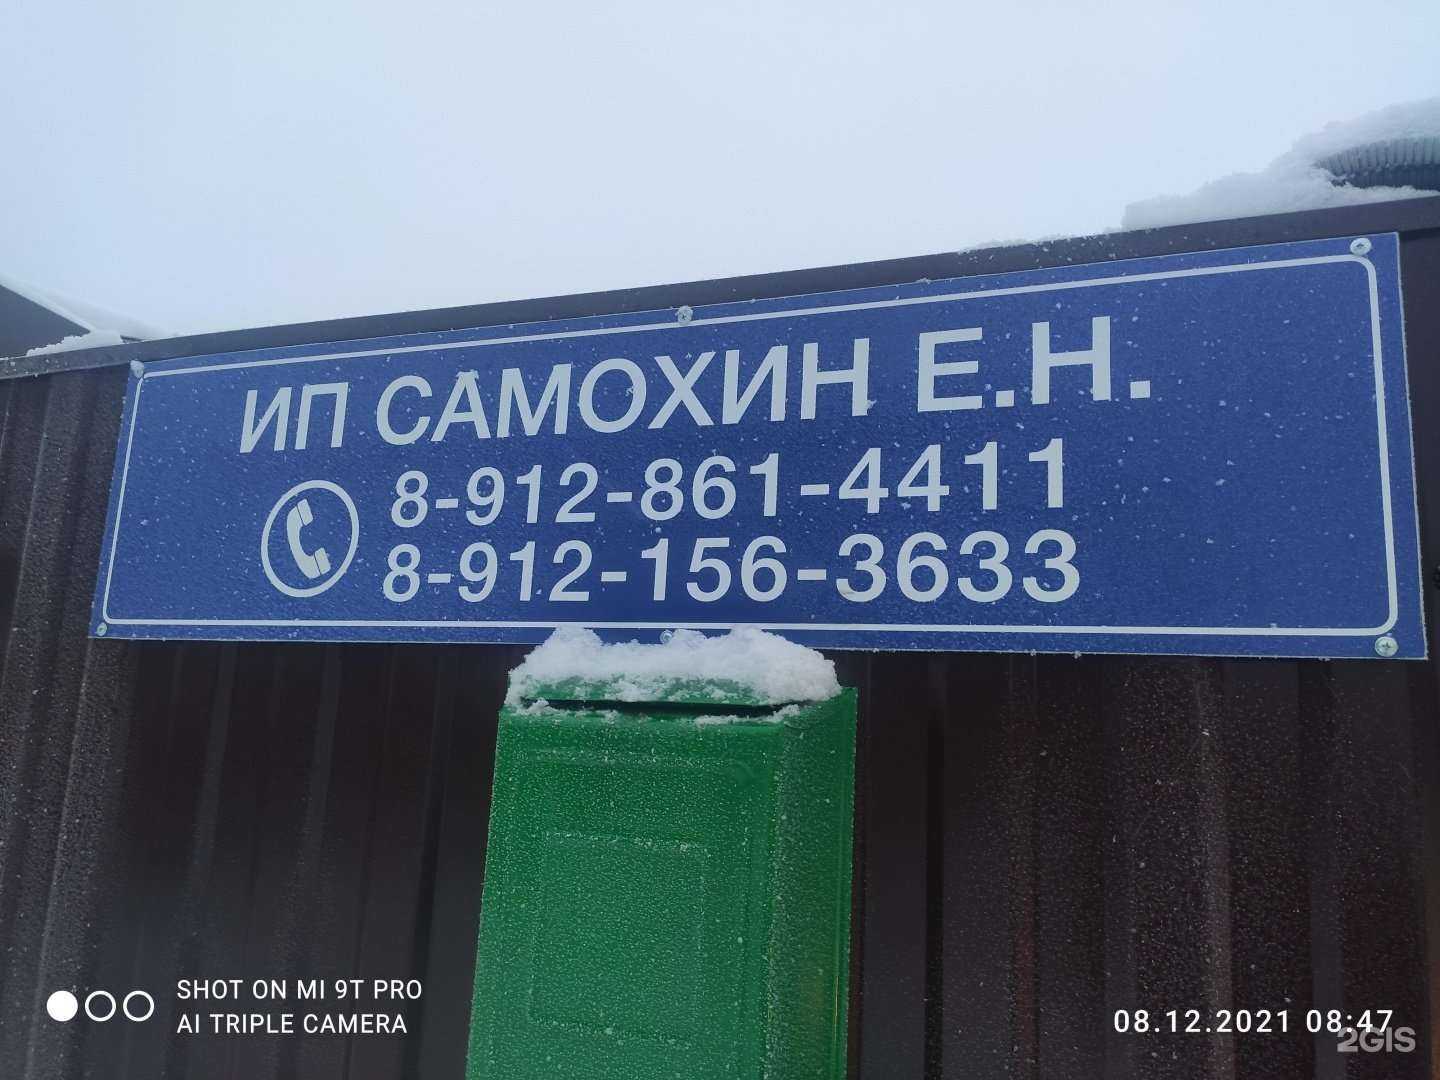 ИП САМОХИН Е.Н.
8-912-861-4411
8-912-156-3633
SHOT ON MI 9T PRO
AI TRIPLE CAMERA
08.12.2021 08:47
2GIS